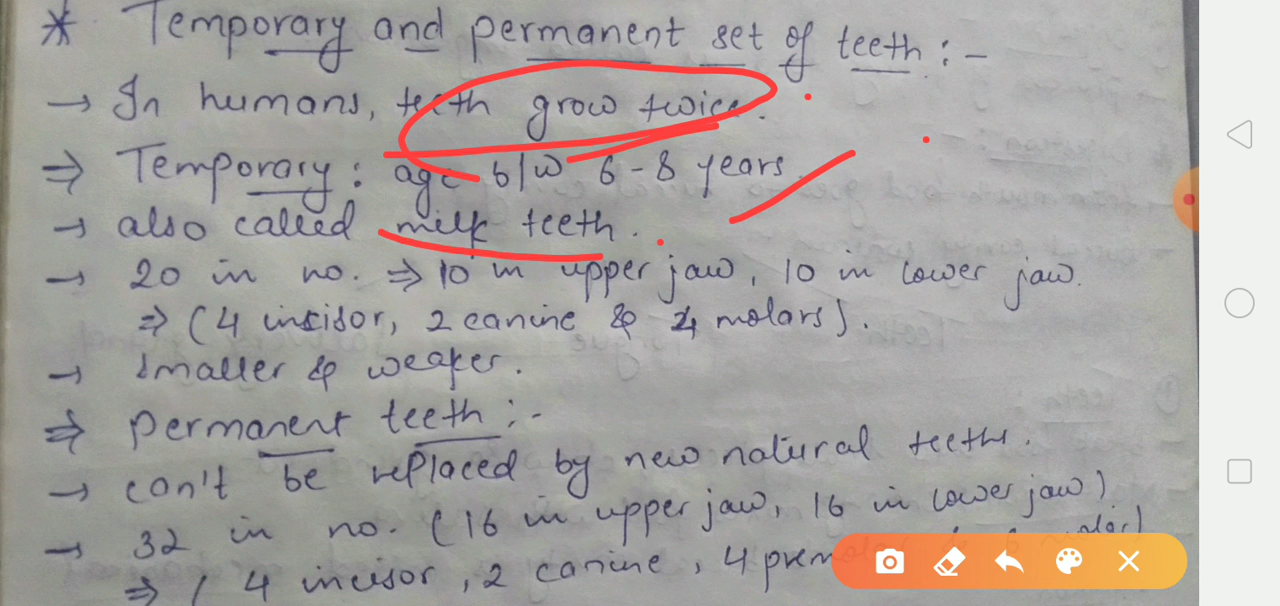 * Temporary and permanent set of teeth : -
→ In humans, teeth grow twice.
⇒ Temporary : age b/w 6-8 years
→ also called milk teeth.
→ 20 in no. ⇒ 10 in upper jaw, 10 in lower jaw.
⇒ (4 incisor, 2 canine & 4 molars).
→ smaller & weaker.
⇒ permanent teeth : -
→ can't be replaced by new natural teeths.
→ 32 in no. (16 in upper jaw, 16 in lower jaw)
⇒ ( 4 incisor, 2 canine, 4